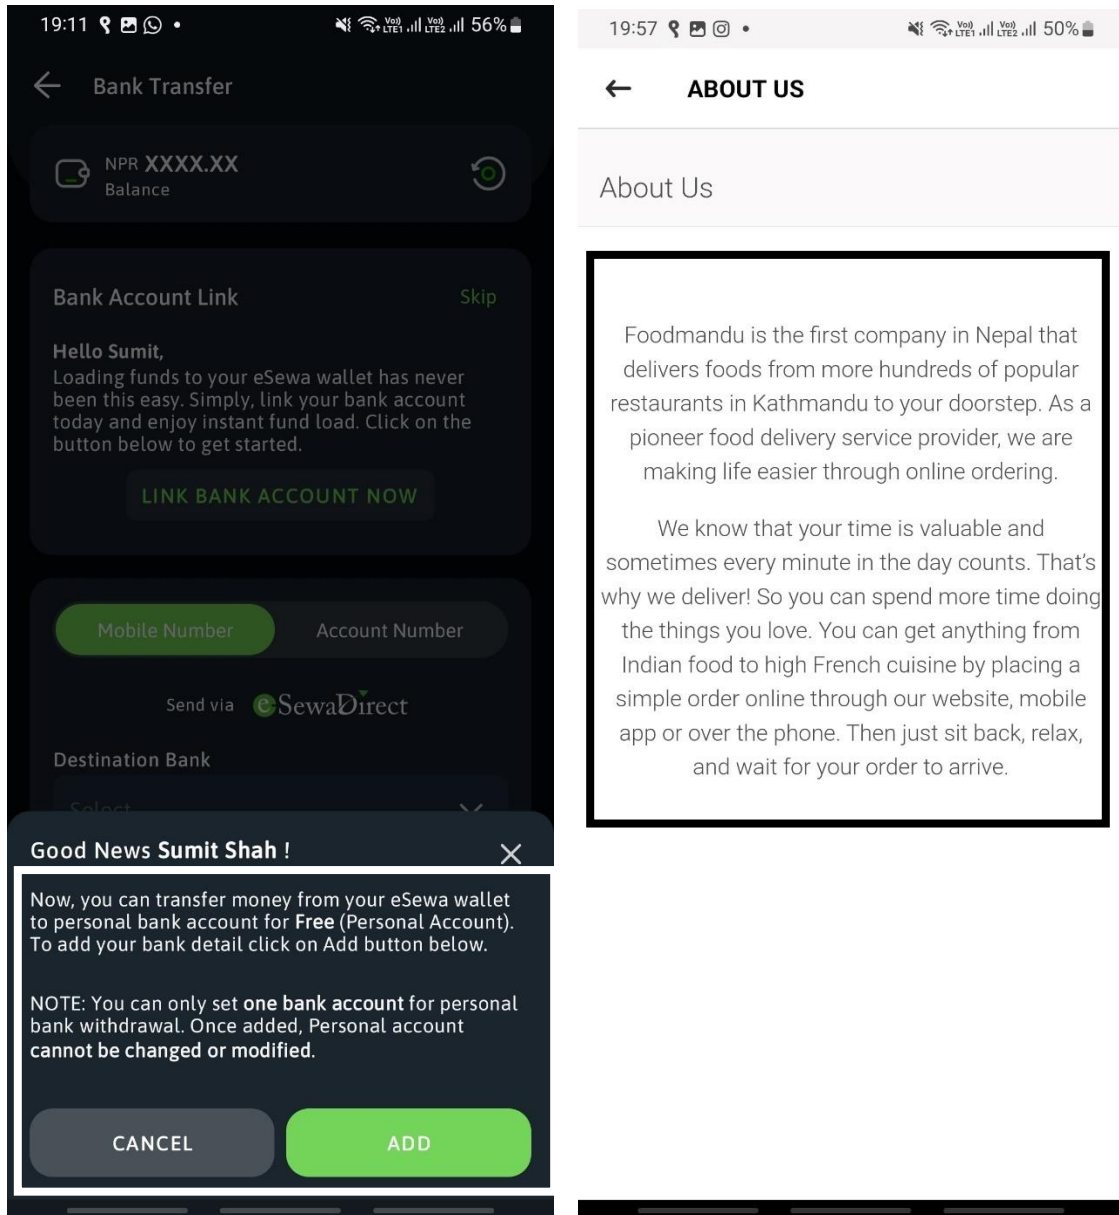 19:11
Vo)) LTE1 Vo)) LTE2 56%
Bank Transfer
NPR XXXX.XX
Balance
Bank Account Link
Skip
Hello Sumit,
Loading funds to your eSewa wallet has never
been this easy. Simply, link your bank account
today and enjoy instant fund load. Click on the
button below to get started.
LINK BANK ACCOUNT NOW
Mobile Number
Account Number
Send via eSewaDirect
Destination Bank
Select
Good News Sumit Shah !
Now, you can transfer money from your eSewa wallet
to personal bank account for Free (Personal Account).
To add your bank detail click on Add button below.
NOTE: You can only set one bank account for personal
bank withdrawal. Once added, Personal account
cannot be changed or modified.
CANCEL
ADD
19:57
Vo)) LTE1 Vo)) LTE2 50%
ABOUT US
About Us
Foodmandu is the first company in Nepal that
delivers foods from more hundreds of popular
restaurants in Kathmandu to your doorstep. As a
pioneer food delivery service provider, we are
making life easier through online ordering.
We know that your time is valuable and
sometimes every minute in the day counts. That's
why we deliver! So you can spend more time doing
the things you love. You can get anything from
Indian food to high French cuisine by placing a
simple order online through our website, mobile
app or over the phone. Then just sit back, relax,
and wait for your order to arrive.